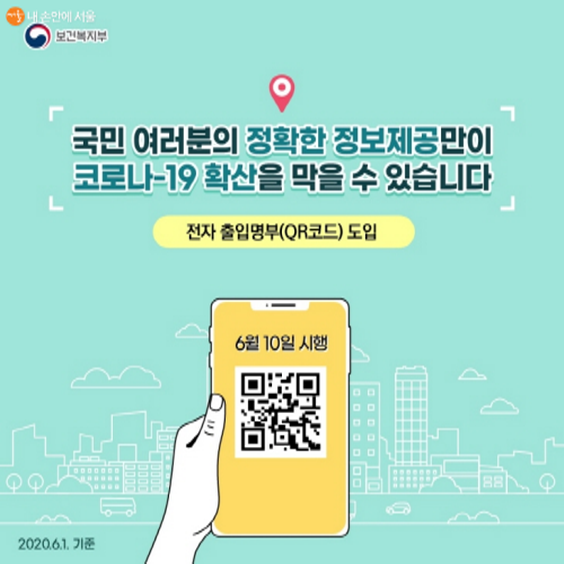 서울 내 손안에 서울
보건복지부
국민 여러분의 정확한 정보제공만이
코로나-19 확산을 막을 수 있습니다
전자 출입명부(QR코드) 도입
6월 10일 시행
2020.6.1. 기준